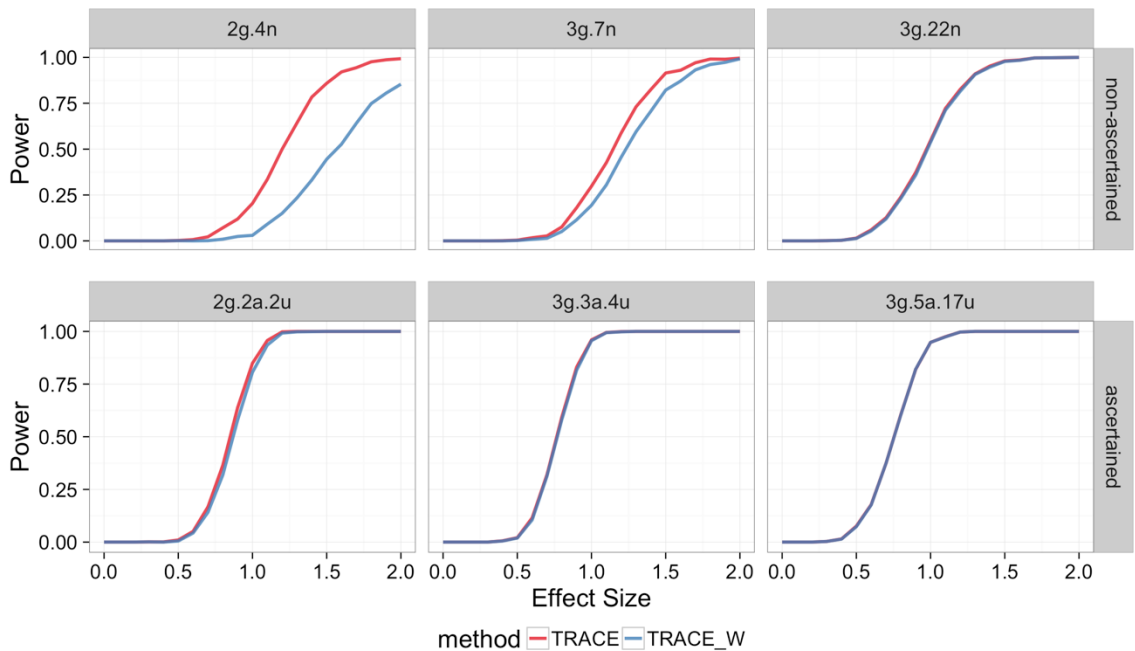 2g.4n 3g.7n 3g.22n
1.00
0.75
0.50
0.25
0.00
Power
non-ascertained
2g.2a.2u 3g.3a.4u 3g.5a.17u
1.00
0.75
0.50
0.25
0.00
Power
ascertained
0.0 0.5 1.0 1.5 2.0 0.0 0.5 1.0 1.5 2.0 0.0 0.5 1.0 1.5 2.0
Effect Size
method TRACE TRACE_W